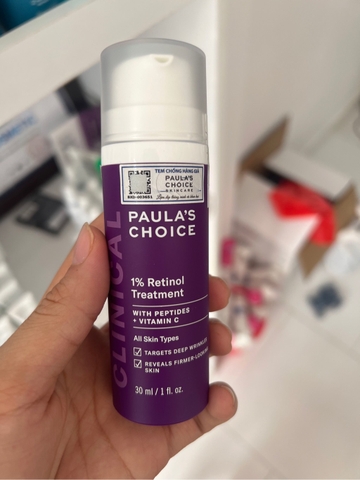 TEM CHỐNG HÀNG GIẢ
PAULA'S
CHOICE
SKINCARE
CLINICAL
PAULA'S
CHOICE
1% Retinol
Treatment
WITH PEPTIDES
+ VITAMIN C
All Skin Types
TARGETS DEEP WRINKLES
REVEALS FIRMER-LOOKING
SKIN
30 ml / 1 fl. oz.